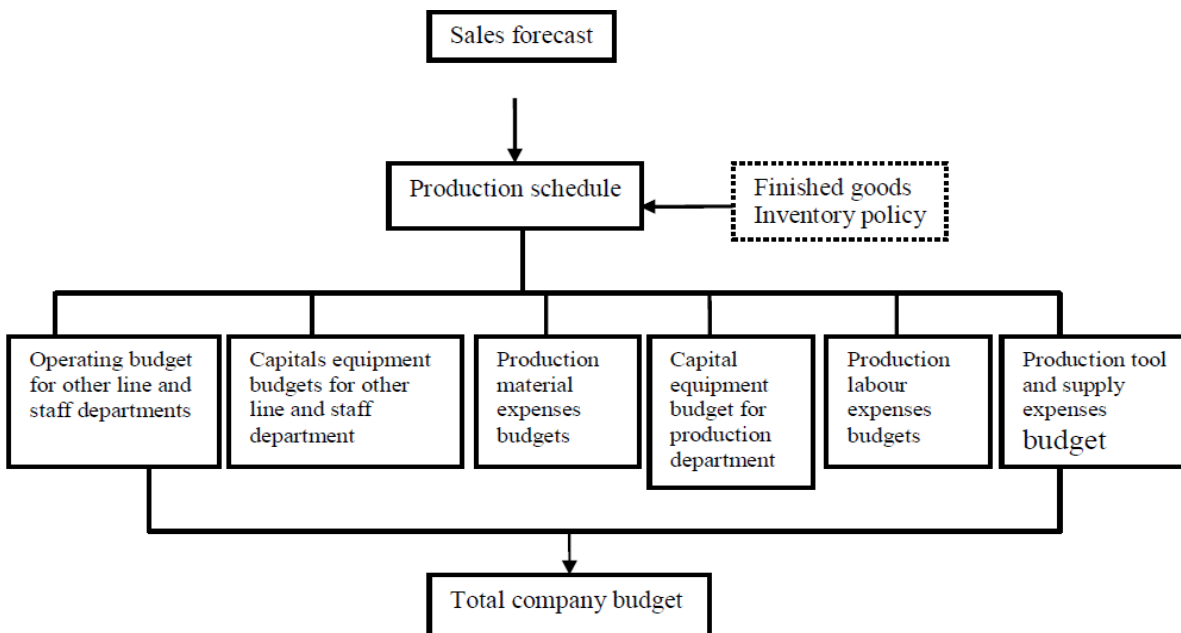 Sales forecast
Production schedule
Finished goods
Inventory policy
Operating budget
for other line and
staff departments
Capitals equipment
budgets for other
line and staff
department
Production
material
expenses
budgets
Capital
equipment
budget for
production
department
Production
labour
expenses
budgets
Production tool
and supply
expenses
budget
Total company budget